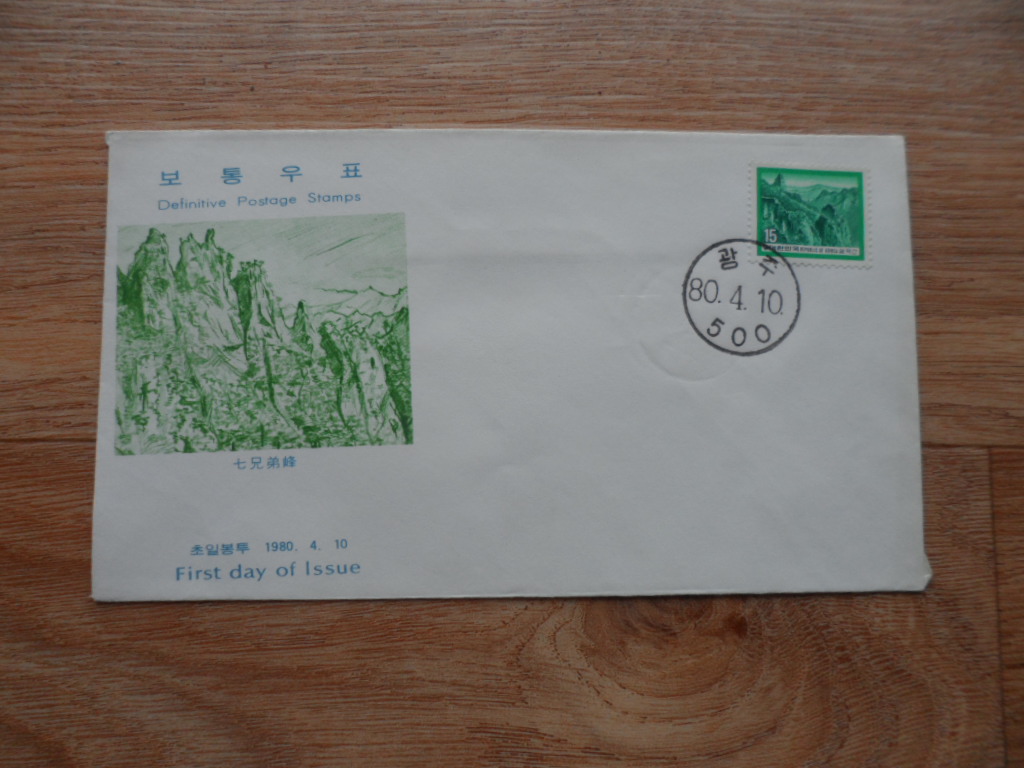 보통우표
Definitive Postage Stamps
七兄弟峰
초일봉투 1980. 4. 10
First day of Issue
15
광주
80.4.10.
500